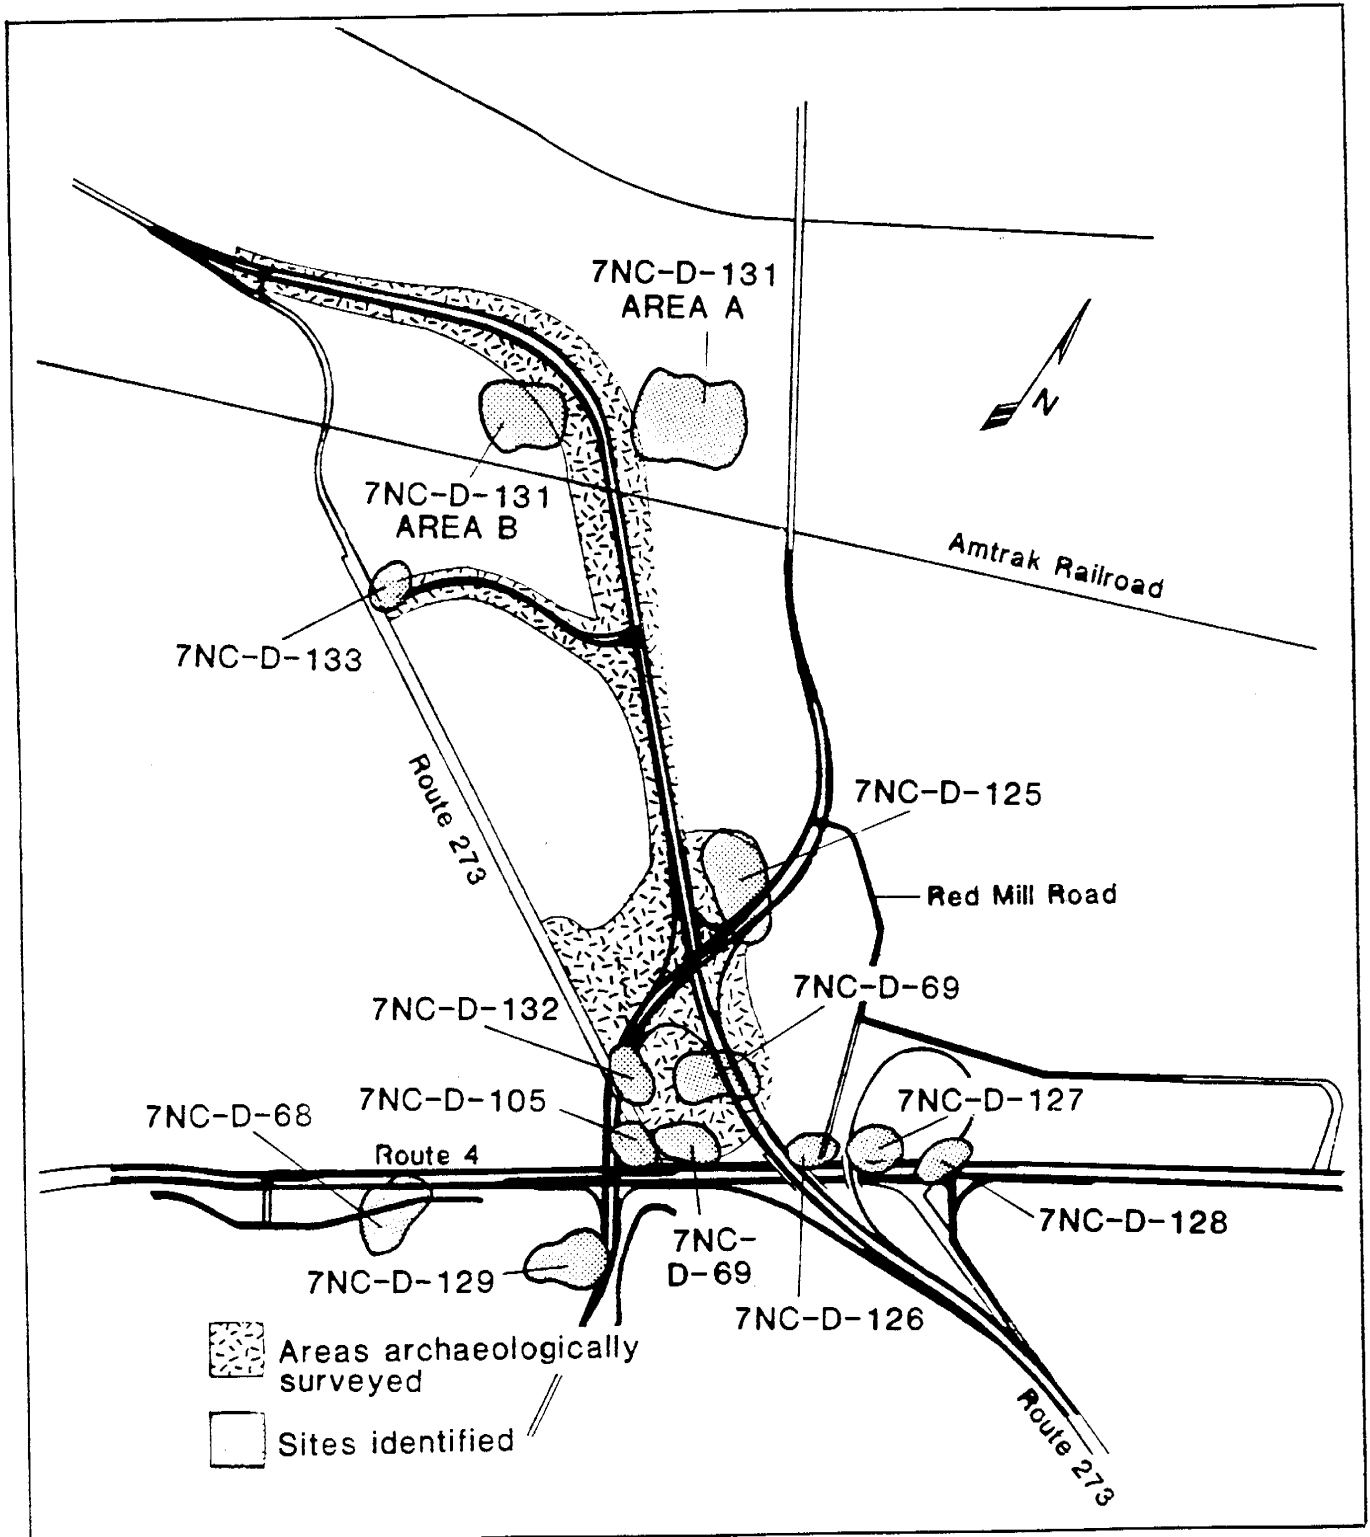 7NC-D-131
AREA A
N
7NC-D-131
AREA B
Amtrak Railroad
7NC-D-133
Route 273
7NC-D-125
Red Mill Road
7NC-D-69
7NC-D-132
7NC-D-105
7NC-D-127
7NC-D-68
Route 4
7NC-D-128
7NC-
D-69
7NC-D-129
7NC-D-126
Areas archaeologically
surveyed
Sites identified
Route 273